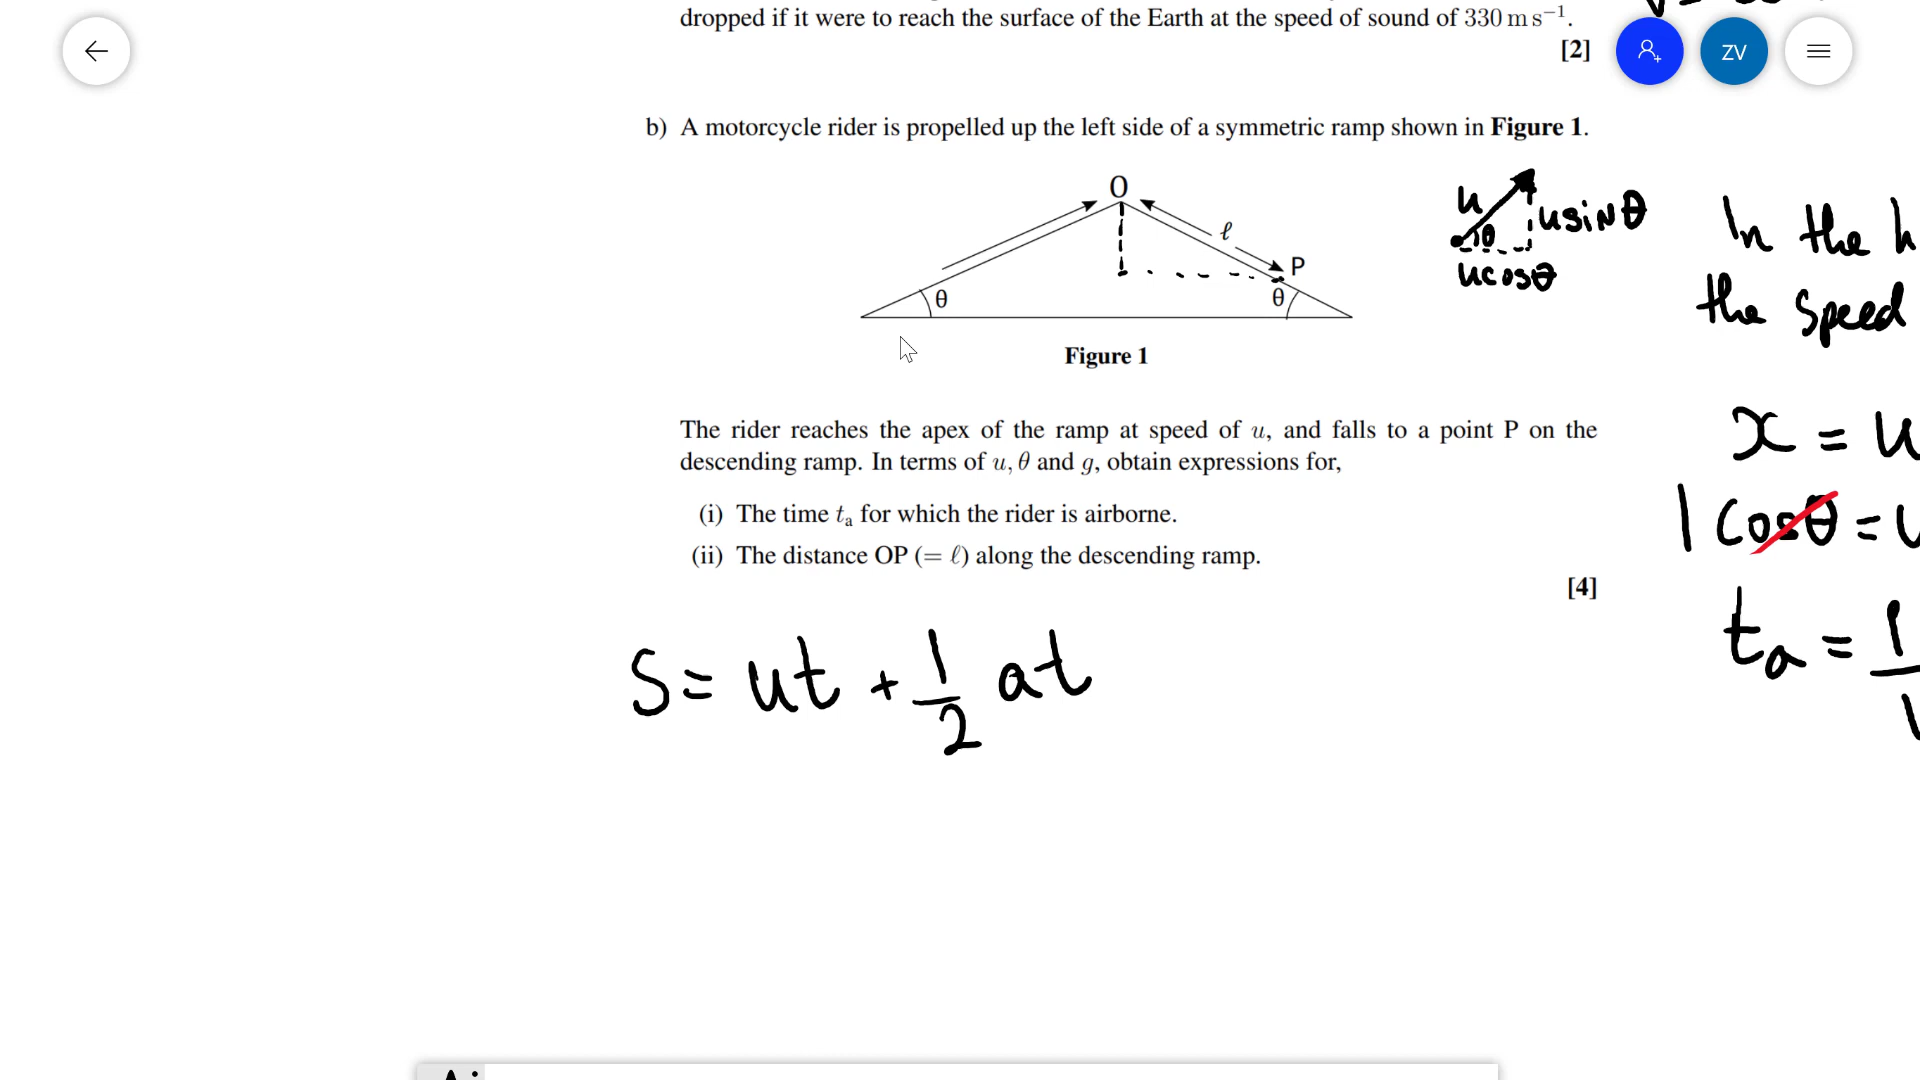 dropped if it were to reach the surface of the Earth at the speed of sound of 330 m s⁻¹.
[2]
ZV
b) A motorcycle rider is propelled up the left side of a symmetric ramp shown in Figure 1.
O
ℓ
P
θ
θ
Figure 1
u
θ
usinθ
ucosθ
In the h
the speed
The rider reaches the apex of the ramp at speed of u, and falls to a point P on the
descending ramp. In terms of u, θ and g, obtain expressions for,
(i) The time tₐ for which the rider is airborne.
(ii) The distance OP (= ℓ) along the descending ramp.
[4]
x = u
l cosθ = u
tₐ = l
S = ut + 1/2 at